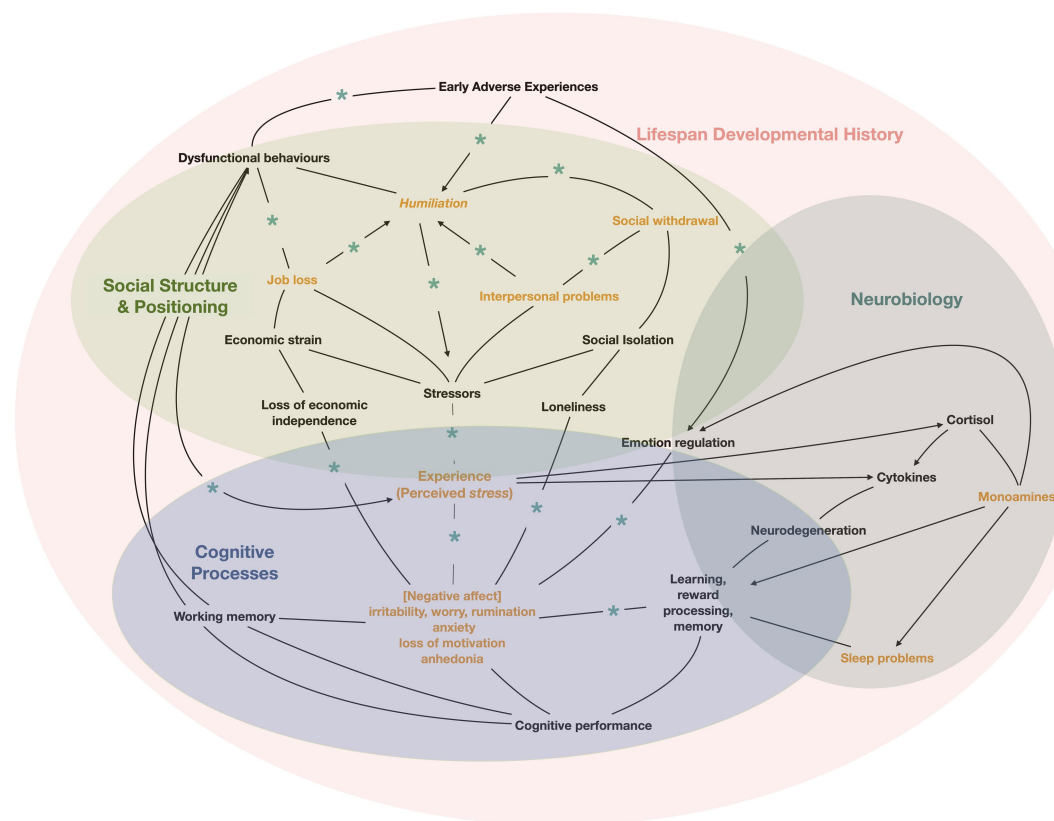 Early Adverse Experiences
Lifespan Developmental History
Dysfunctional behaviours
Humiliation
Social withdrawal
Job loss
Interpersonal problems
Social Structure
& Positioning
Neurobiology
Economic strain
Social Isolation
Stressors
Loss of economic
independence
Loneliness
Emotion regulation
Cortisol
Experience
(Perceived stress)
Cytokines
Monoamines
Neurodegeneration
Cognitive
Processes
Learning,
reward
processing,
memory
[Negative affect]
irritability, worry, rumination
anxiety
loss of motivation
anhedonia
Working memory
Sleep problems
Cognitive performance